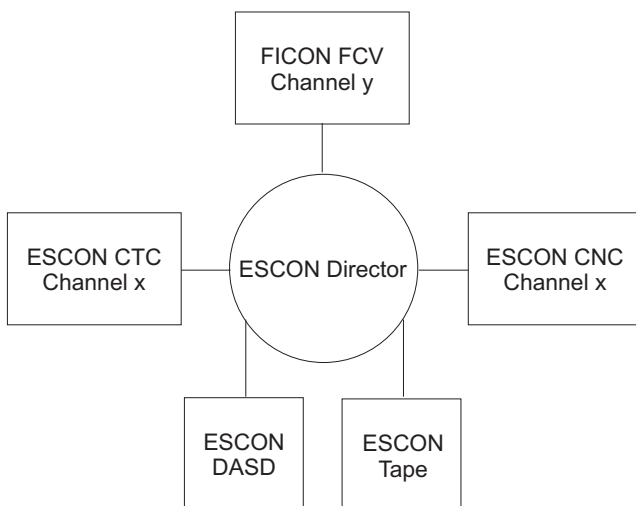 FICON FCV
Channel y
ESCON CTC
Channel x
ESCON Director
ESCON CNC
Channel x
ESCON
DASD
ESCON
Tape